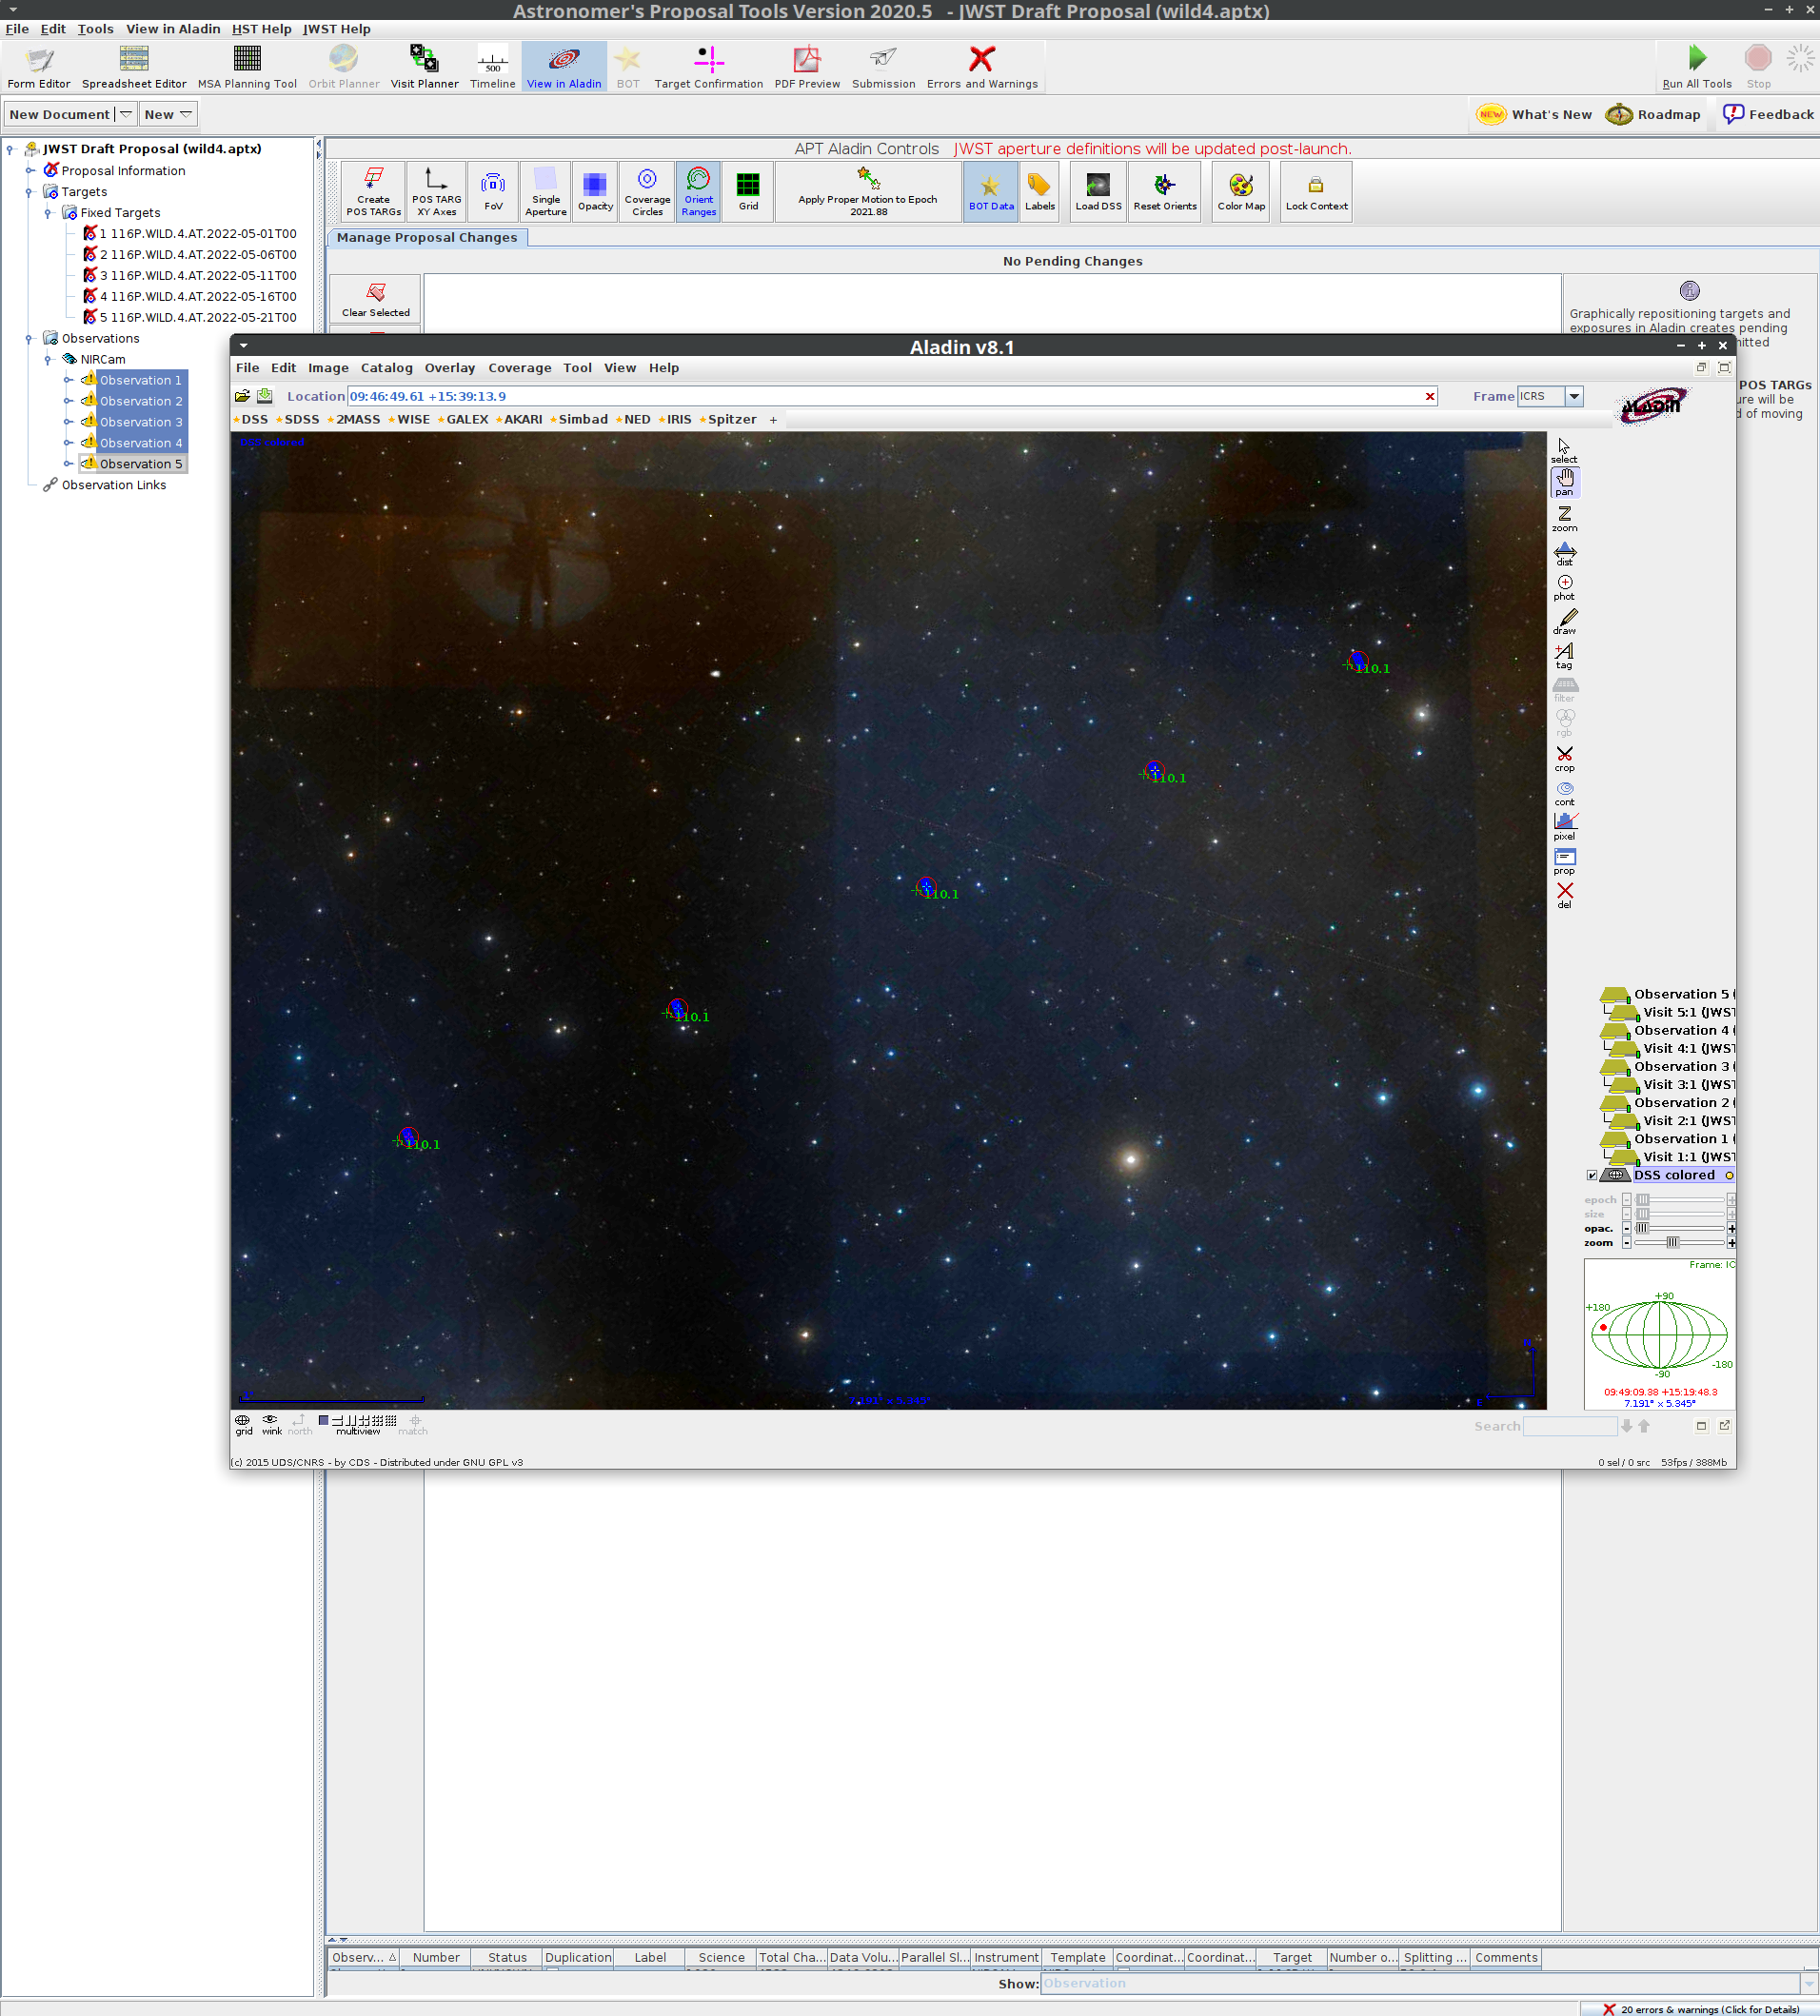 Astronomer's Proposal Tools Version 2020.5 - JWST Draft Proposal (wild4.aptx)
File Edit Tools View in Aladin HST Help JWST Help
Form Editor Spreadsheet Editor MSA Planning Tool Orbit Planner Visit Planner Timeline View in Aladin BOT Target Confirmation PDF Preview Submission Errors and Warnings Run All Tools Stop
New Document New What's New Roadmap Feedback
JWST Draft Proposal (wild4.aptx)
Proposal Information
Targets
Fixed Targets
1 116P.WILD.4.AT.2022-05-01T00
2 116P.WILD.4.AT.2022-05-06T00
3 116P.WILD.4.AT.2022-05-11T00
4 116P.WILD.4.AT.2022-05-16T00
5 116P.WILD.4.AT.2022-05-21T00
Observations
NIRCam
Observation 1
Observation 2
Observation 3
Observation 4
Observation 5
Observation Links
APT Aladin Controls JWST aperture definitions will be updated post-launch.
Create POS TARGs
POS TARG XY Axes
FoV
Single Aperture
Opacity
Coverage Circles
Orient Ranges
Grid
Apply Proper Motion to Epoch 2021.88
BOT Data
Labels
Load DSS
Reset Orients
Color Map
Lock Context
Manage Proposal Changes
No Pending Changes
Clear Selected
Graphically repositioning targets and
exposures in Aladin creates pending
mitted
POS TARGs
ure will be
d of moving
Aladin v8.1
File Edit Image Catalog Overlay Coverage Tool View Help
Location 09:46:49.61 +15:39:13.9 Frame ICRS
DSS SDSS 2MASS WISE GALEX AKARI Simbad NED IRIS Spitzer +
ALADIN
110.1
110.1
110.1
110.1
110.1
1°
7.191° x 5.345°
N
E
select
pan
zoom
dist
phot
draw
tag
filter
rgb
crop
cont
pixel
prop
del
Observation 5 (
Visit 5:1 (JWST
Observation 4 (
Visit 4:1 (JWST
Observation 3 (
Visit 3:1 (JWST
Observation 2 (
Visit 2:1 (JWST
Observation 1 (
Visit 1:1 (JWST
DSS colored
epoch
size
opac.
zoom
Frame: IC
+90
+180
-180
-90
09:49:09.38 +15:19:48.3
7.191° x 5.345°
grid wink north multiview match
Search
(c) 2015 UDS/CNRS - by CDS - Distributed under GNU GPL v3
0 sel / 0 src 53fps / 388Mb
Observ... Number Status Duplication Label Science Total Cha... Data Volu... Parallel Sl... Instrument Template Coordinat... Coordinat... Target Number o... Splitting ... Comments
Show: Observation
20 errors & warnings (Click for Details)